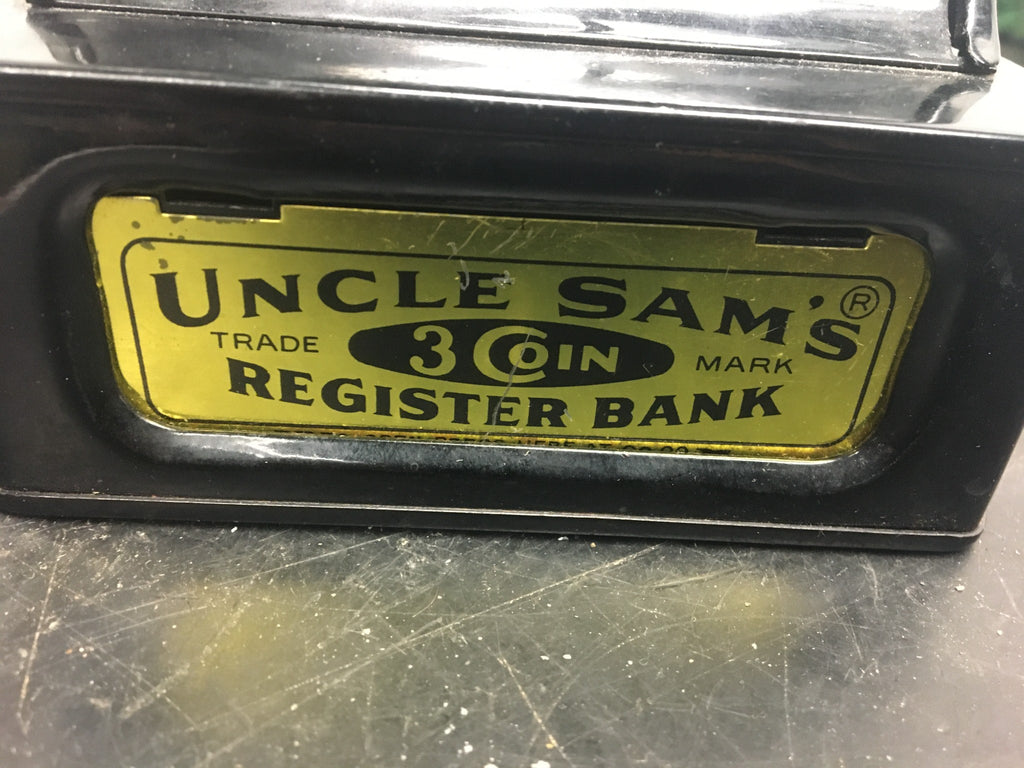 UNCLE SAM'S ®
TRADE 3 COIN MARK
REGISTER BANK